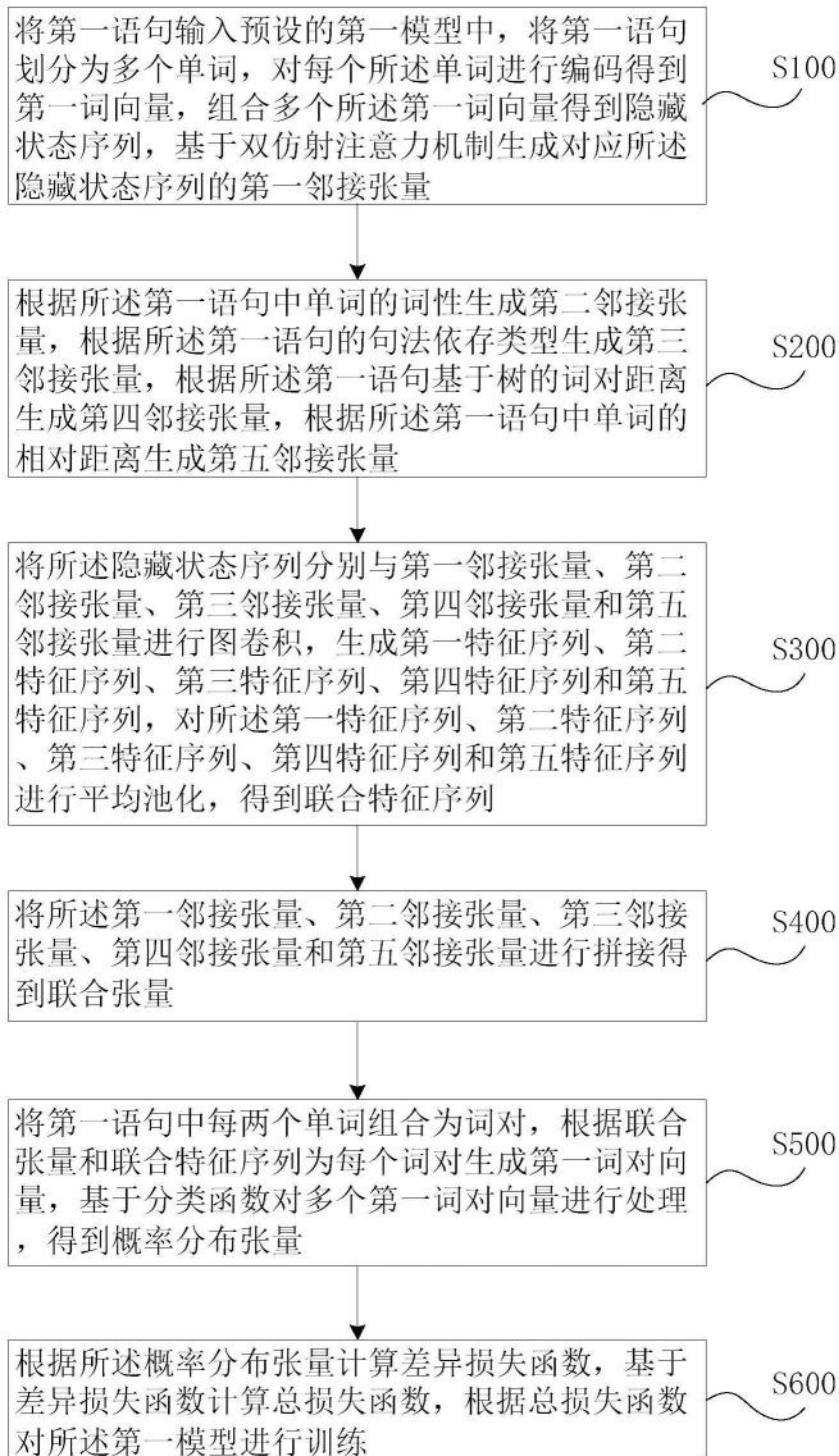 将第一语句输入预设的第一模型中，将第一语句
划分为多个单词，对每个所述单词进行编码得到
第一词向量，组合多个所述第一词向量得到隐藏
状态序列，基于双仿射注意力机制生成对应所述
隐藏状态序列的第一邻接张量
S100
根据所述第一语句中单词的词性生成第二邻接张
量，根据所述第一语句的句法依存类型生成第三
邻接张量，根据所述第一语句基于树的词对距离
生成第四邻接张量，根据所述第一语句中单词的
相对距离生成第五邻接张量
S200
将所述隐藏状态序列分别与第一邻接张量、第二
邻接张量、第三邻接张量、第四邻接张量和第五
邻接张量进行图卷积，生成第一特征序列、第二
特征序列、第三特征序列、第四特征序列和第五
特征序列，对所述第一特征序列、第二特征序列
、第三特征序列、第四特征序列和第五特征序列
进行平均池化，得到联合特征序列
S300
将所述第一邻接张量、第二邻接张量、第三邻接
张量、第四邻接张量和第五邻接张量进行拼接得
到联合张量
S400
将第一语句中每两个单词组合为词对，根据联合
张量和联合特征序列为每个词对生成第一词对向
量，基于分类函数对多个第一词对向量进行处理
，得到概率分布张量
S500
根据所述概率分布张量计算差异损失函数，基于
差异损失函数计算总损失函数，根据总损失函数
对所述第一模型进行训练
S600